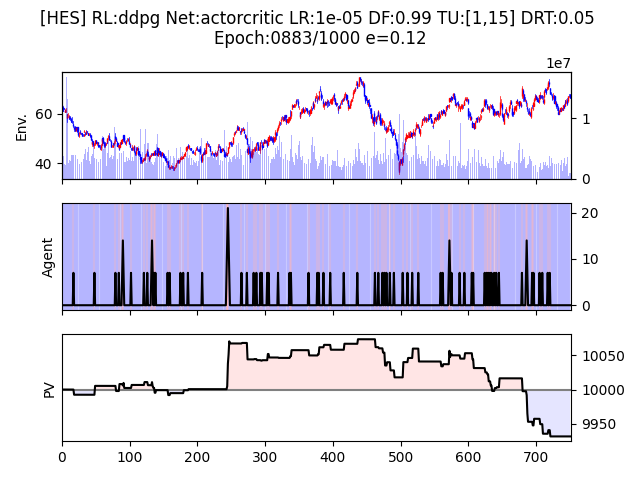 [HES] RL:ddpg Net:actorcritic LR:1e-05 DF:0.99 TU:[1,15] DRT:0.05
Epoch:0883/1000 e=0.12
1e7
Env.
60
40
1
0
Agent
20
10
0
PV
10050
10000
9950
0 100 200 300 400 500 600 700